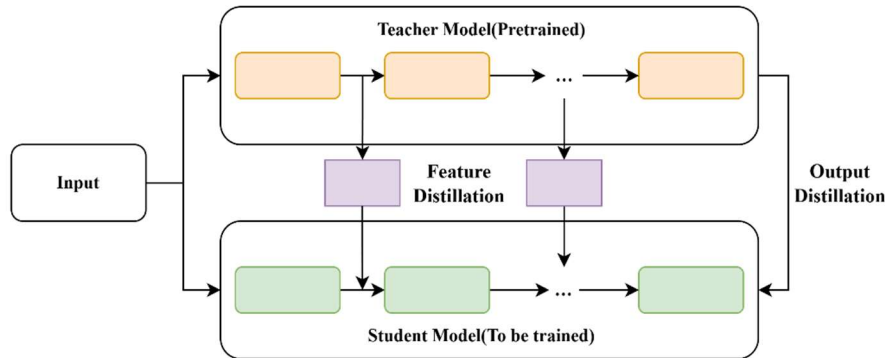 Teacher Model(Pretrained)
...
Input
Feature
Distillation
Output
Distillation
...
Student Model(To be trained)